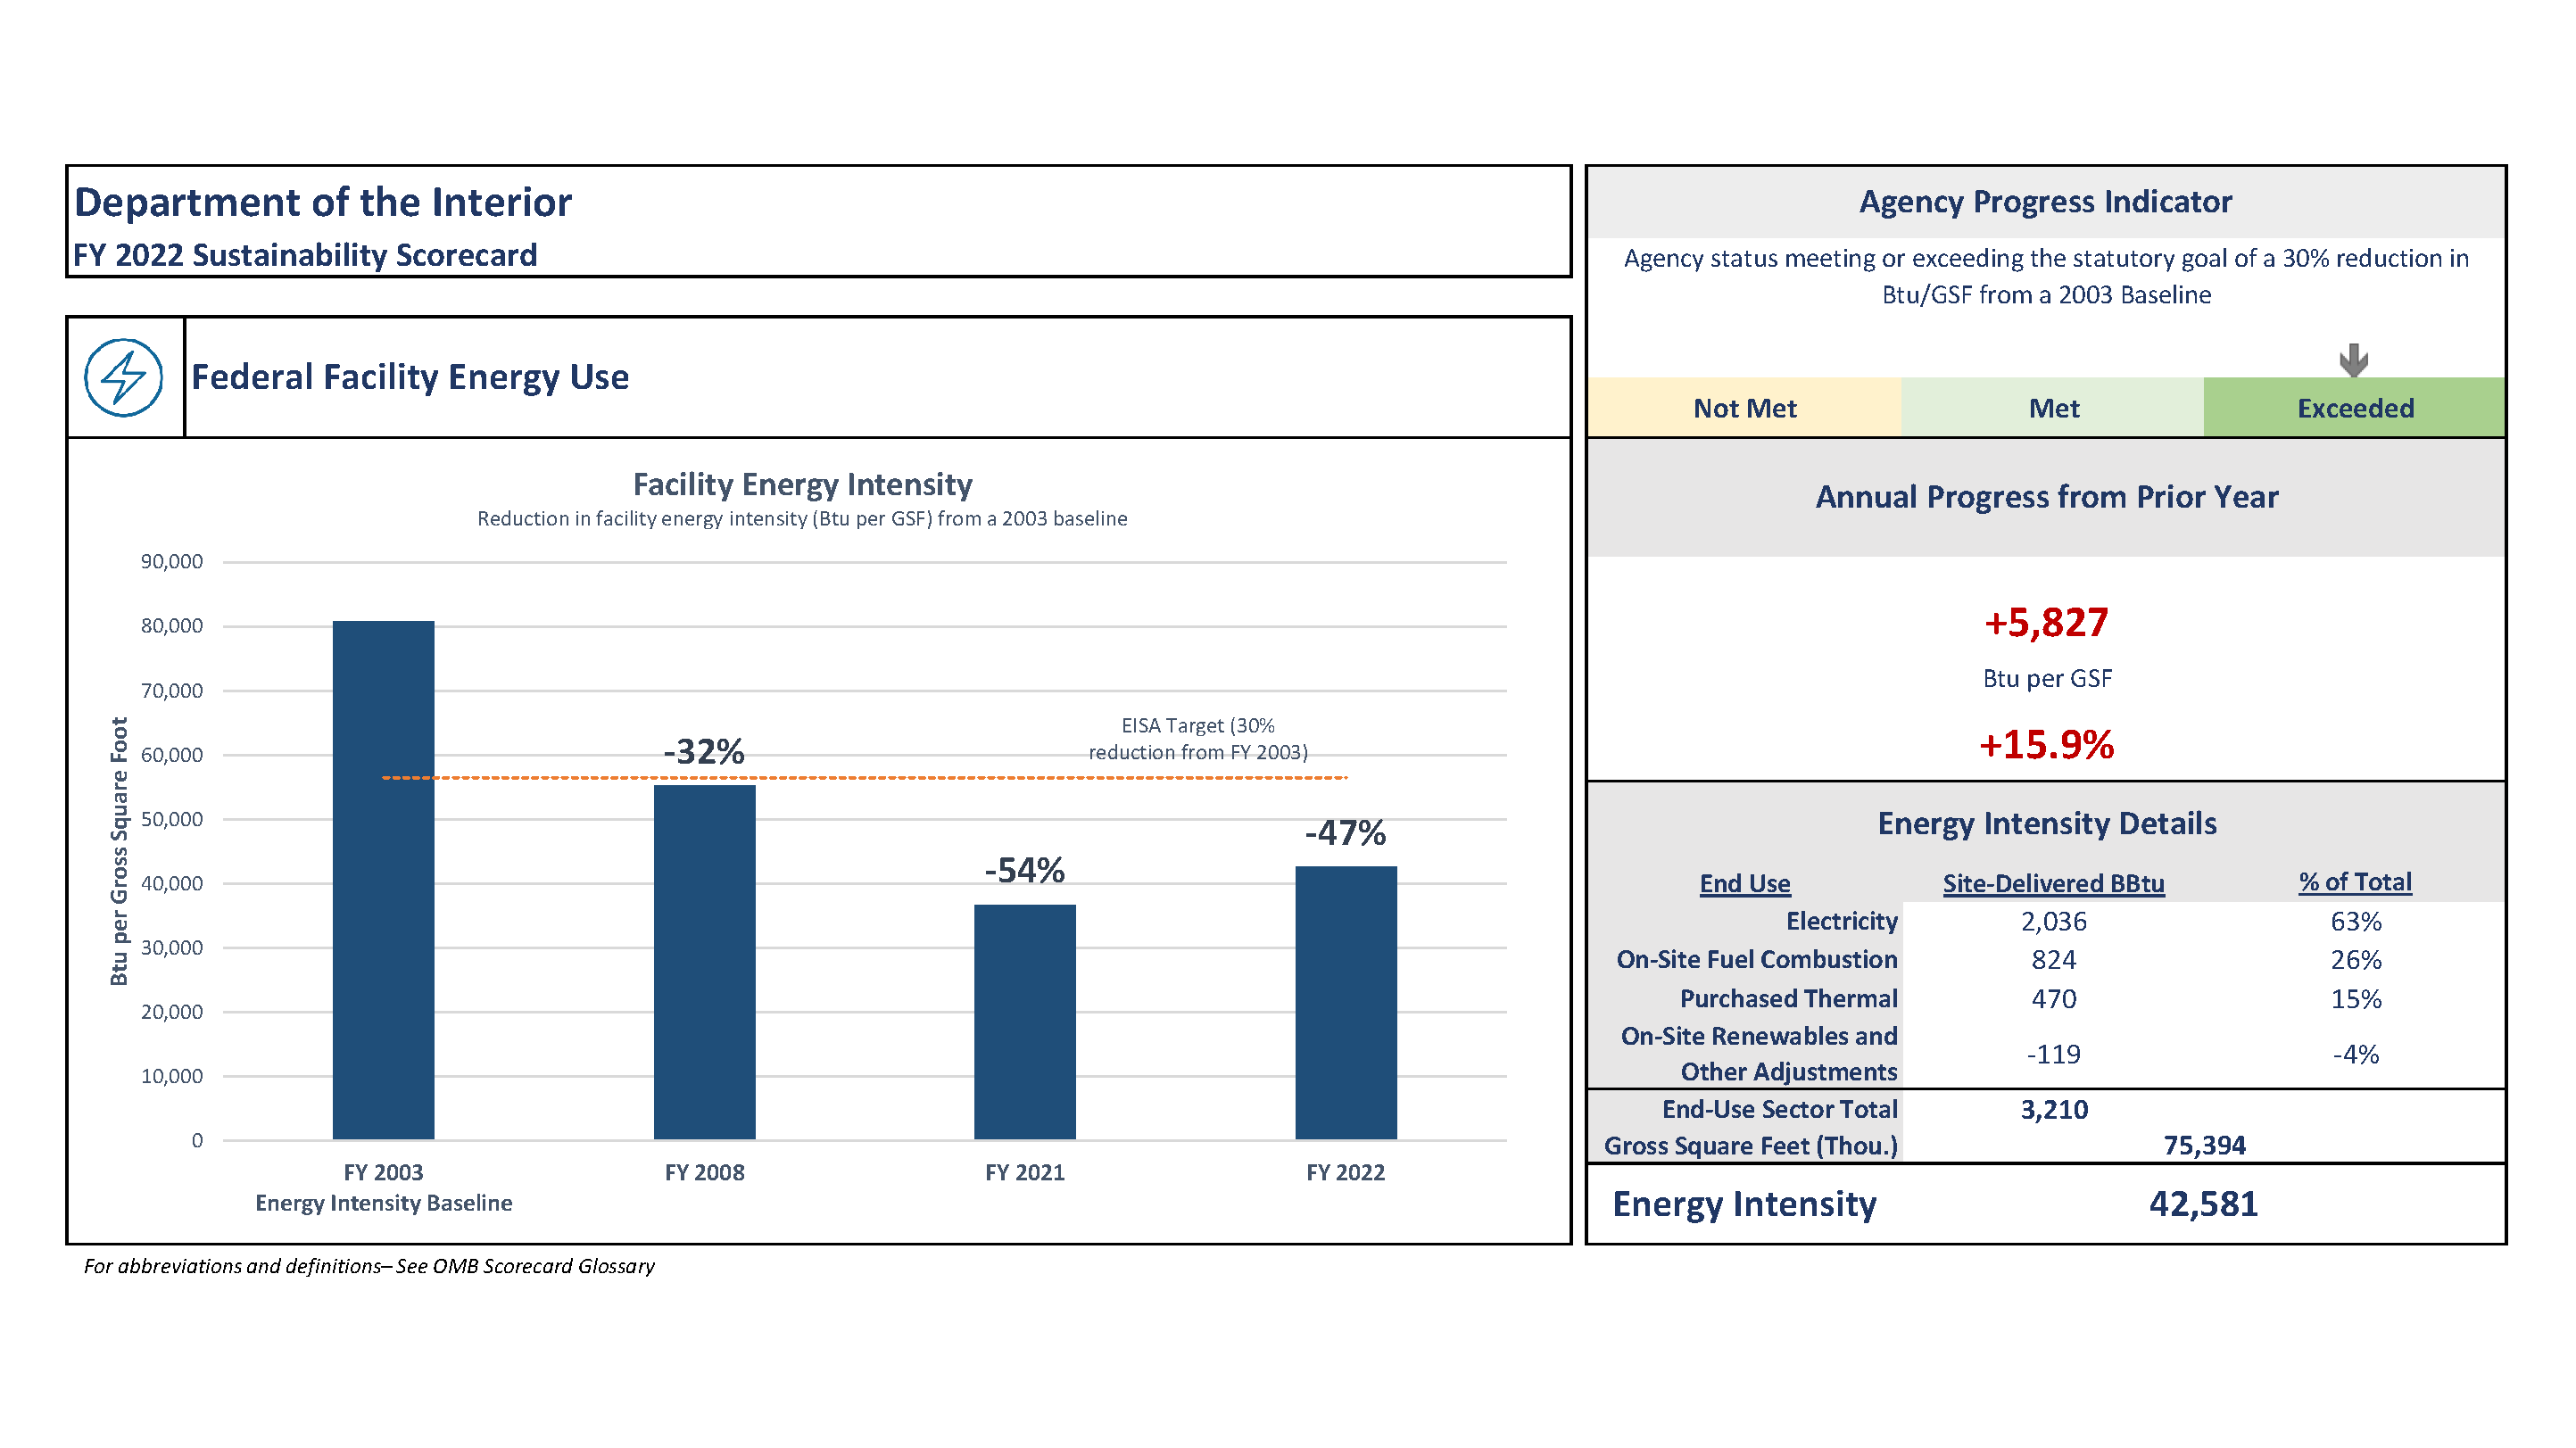 Department of the Interior
FY 2022 Sustainability Scorecard
Federal Facility Energy Use
Facility Energy Intensity
Reduction in facility energy intensity (Btu per GSF) from a 2003 baseline
Btu per Gross Square Foot
90,000
80,000
70,000
60,000
50,000
40,000
30,000
20,000
10,000
0
-32%
EISA Target (30%
reduction from FY 2003)
-54%
-47%
FY 2003
Energy Intensity Baseline
FY 2008
FY 2021
FY 2022
For abbreviations and definitions– See OMB Scorecard Glossary
Agency Progress Indicator
Agency status meeting or exceeding the statutory goal of a 30% reduction in
Btu/GSF from a 2003 Baseline
Not Met Met Exceeded
Annual Progress from Prior Year
+5,827
Btu per GSF
+15.9%
Energy Intensity Details
End Use Site-Delivered BBtu % of Total
Electricity 2,036 63%
On-Site Fuel Combustion 824 26%
Purchased Thermal 470 15%
On-Site Renewables and
Other Adjustments -119 -4%
End-Use Sector Total 3,210
Gross Square Feet (Thou.) 75,394
Energy Intensity 42,581